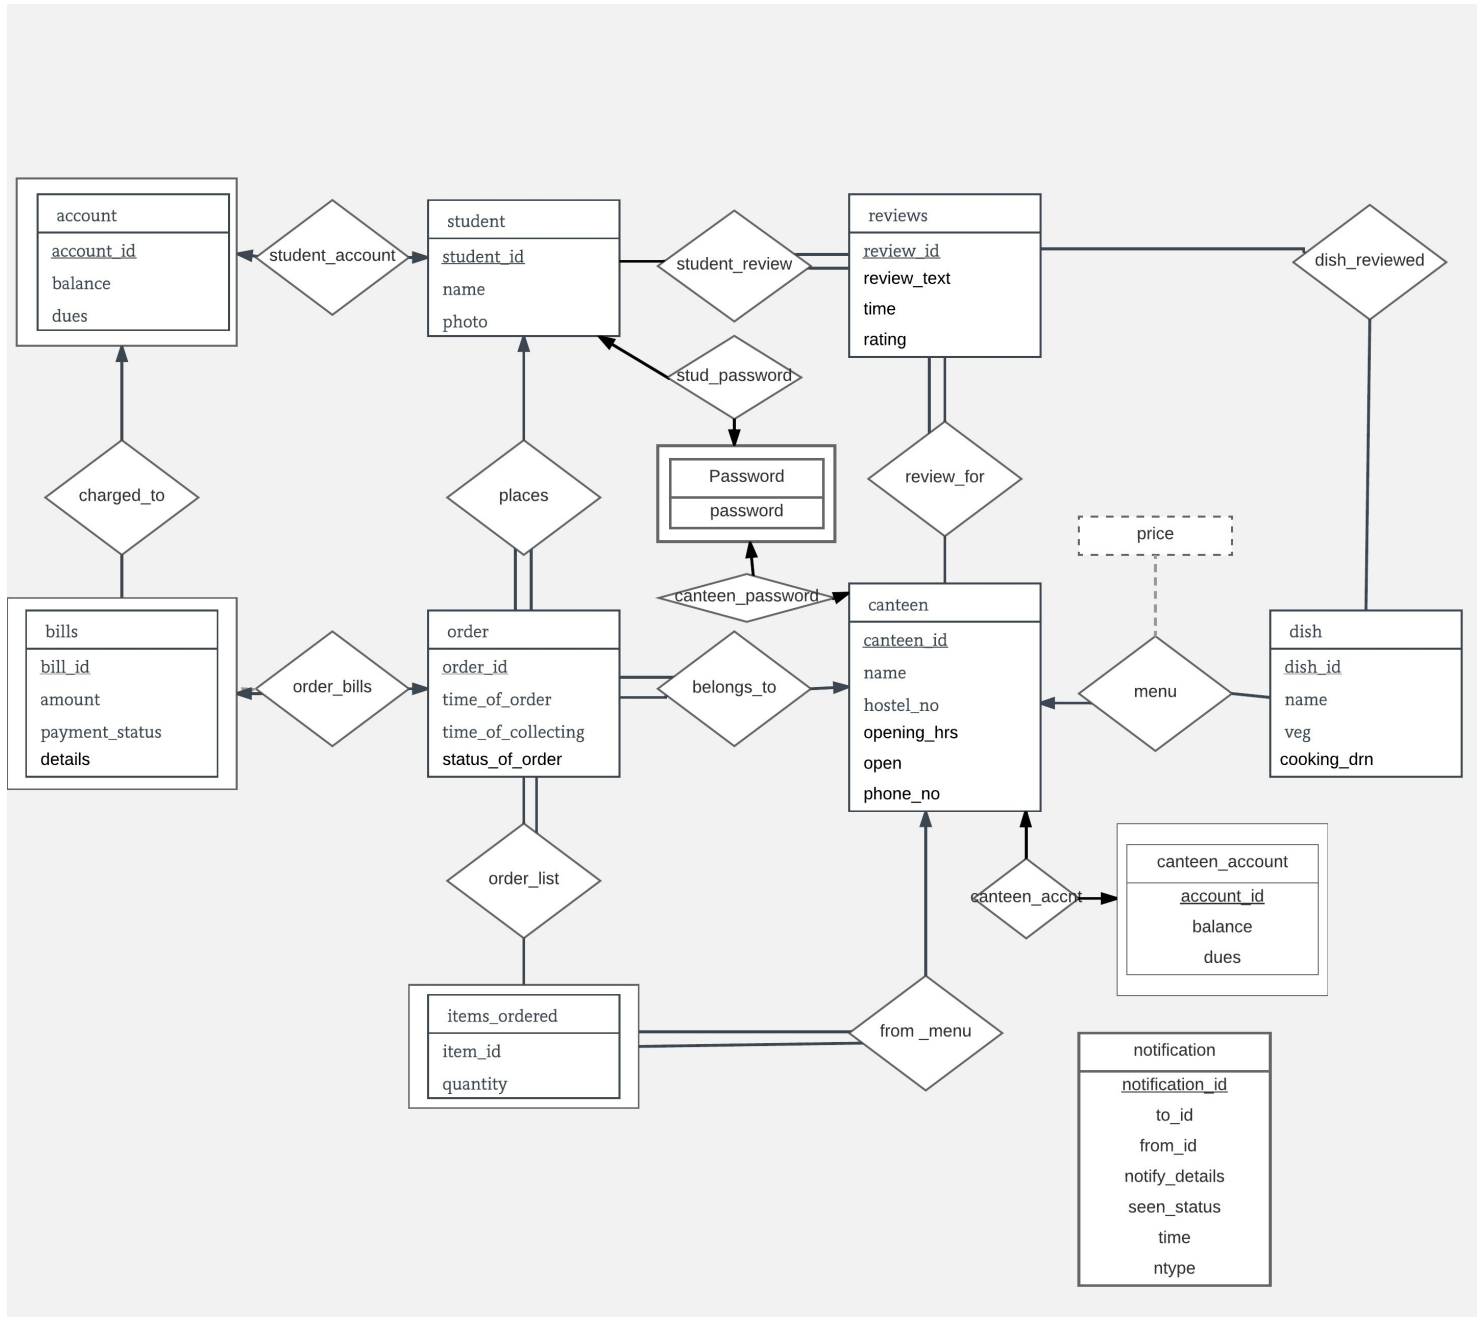 account
account_id
balance
dues
student_account
student
student_id
name
photo
student_review
reviews
review_id
review_text
time
rating
dish_reviewed
stud_password
charged_to
places
Password
password
review_for
price
canteen_password
bills
bill_id
amount
payment_status
details
order_bills
order
order_id
time_of_order
time_of_collecting
status_of_order
belongs_to
canteen
canteen_id
name
hostel_no
opening_hrs
open
phone_no
menu
dish
dish_id
name
veg
cooking_drn
order_list
canteen_accnt
canteen_account
account_id
balance
dues
items_ordered
item_id
quantity
from _menu
notification
notification_id
to_id
from_id
notify_details
seen_status
time
ntype